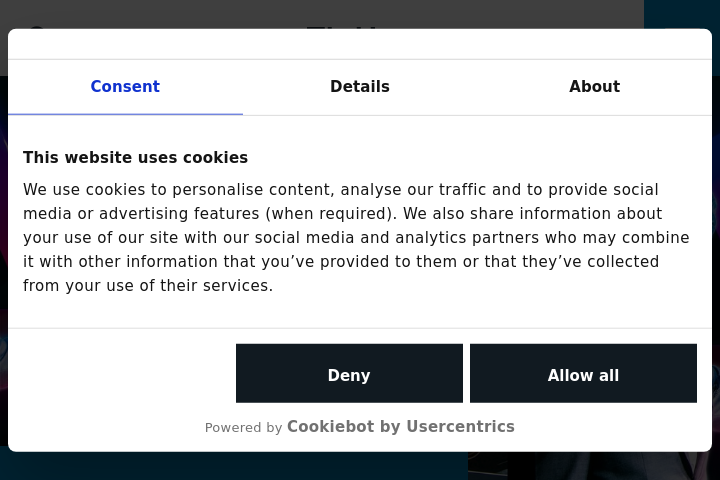 Consent
Details
About
This website uses cookies
We use cookies to personalise content, analyse our traffic and to provide social
media or advertising features (when required). We also share information about
your use of our site with our social media and analytics partners who may combine
it with other information that you’ve provided to them or that they’ve collected
from your use of their services.
Deny
Allow all
Powered by Cookiebot by Usercentrics